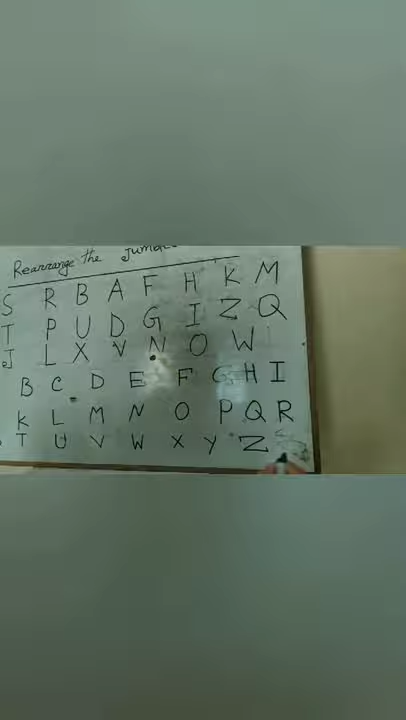 Rearrange the
S R B A F H K M
T P U D G I Z Q
J L X V N O W
B C D E F G H I
K L M N O P Q R
T U V W X Y Z